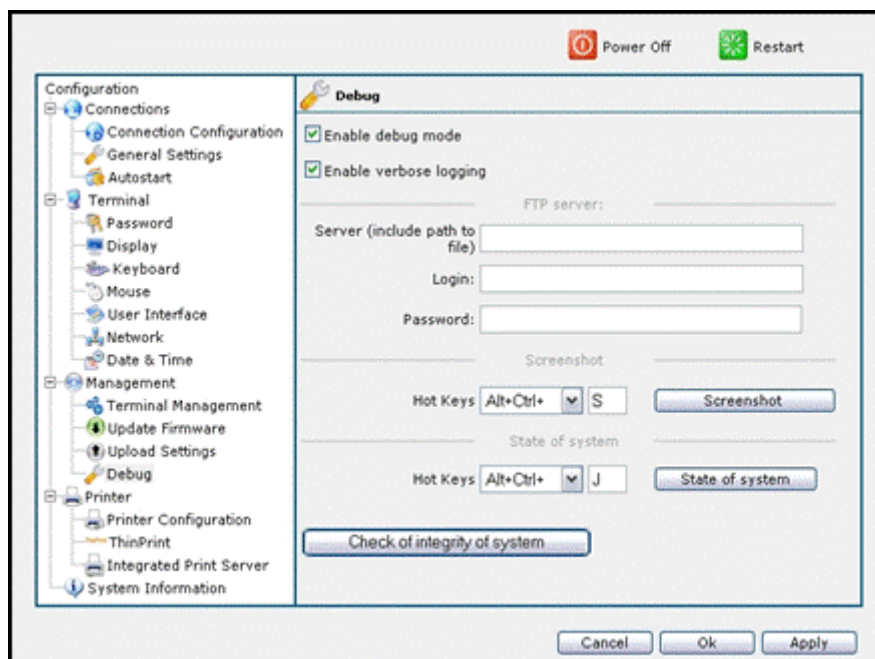 Power Off
Restart
Configuration
Connections
Connection Configuration
General Settings
Autostart
Terminal
Password
Display
Keyboard
Mouse
User Interface
Network
Date & Time
Management
Terminal Management
Update Firmware
Upload Settings
Debug
Printer
Printer Configuration
ThinPrint
Integrated Print Server
System Information
Debug
Enable debug mode
Enable verbose logging
FTP server:
Server (include path to
file)
Login:
Password:
Screenshot
Hot Keys Alt+Ctrl+ S Screenshot
State of system
Hot Keys Alt+Ctrl+ J State of system
Check of integrity of system
Cancel Ok Apply